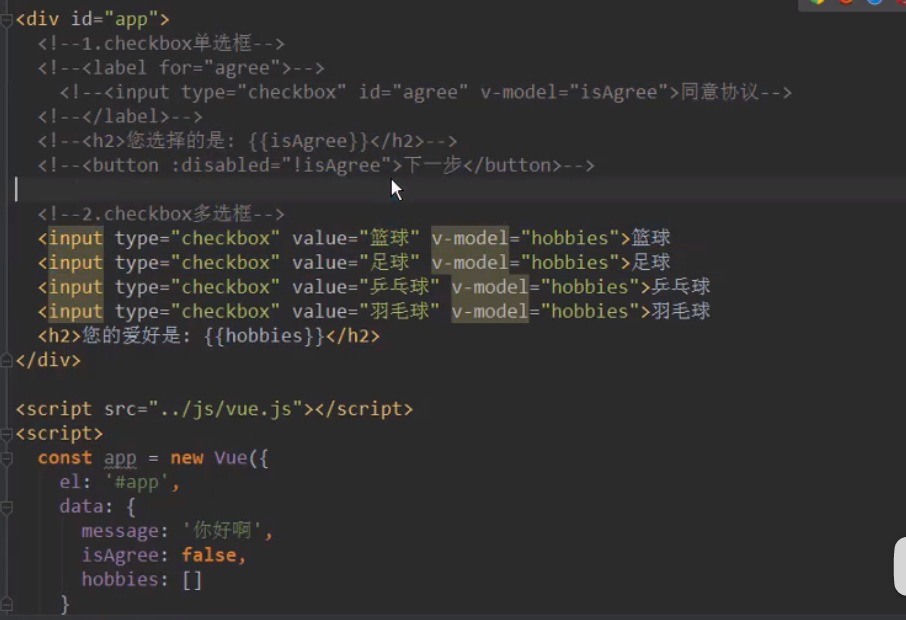 <div id="app">
<!--1.checkbox单选框-->
<!--<label for="agree">-->
<!--<input type="checkbox" id="agree" v-model="isAgree">同意协议-->
<!--</label>-->
<!--<h2>您选择的是: {{isAgree}}</h2>-->
<!--<button :disabled="!isAgree">下一步</button>-->
<!--2.checkbox多选框-->
<input type="checkbox" value="篮球" v-model="hobbies">篮球
<input type="checkbox" value="足球" v-model="hobbies">足球
<input type="checkbox" value="乒乓球" v-model="hobbies">乒乓球
<input type="checkbox" value="羽毛球" v-model="hobbies">羽毛球
<h2>您的爱好是: {{hobbies}}</h2>
</div>
<script src="../js/vue.js"></script>
<script>
const app = new Vue({
el: '#app',
data: {
message: '你好啊',
isAgree: false,
hobbies: []
}